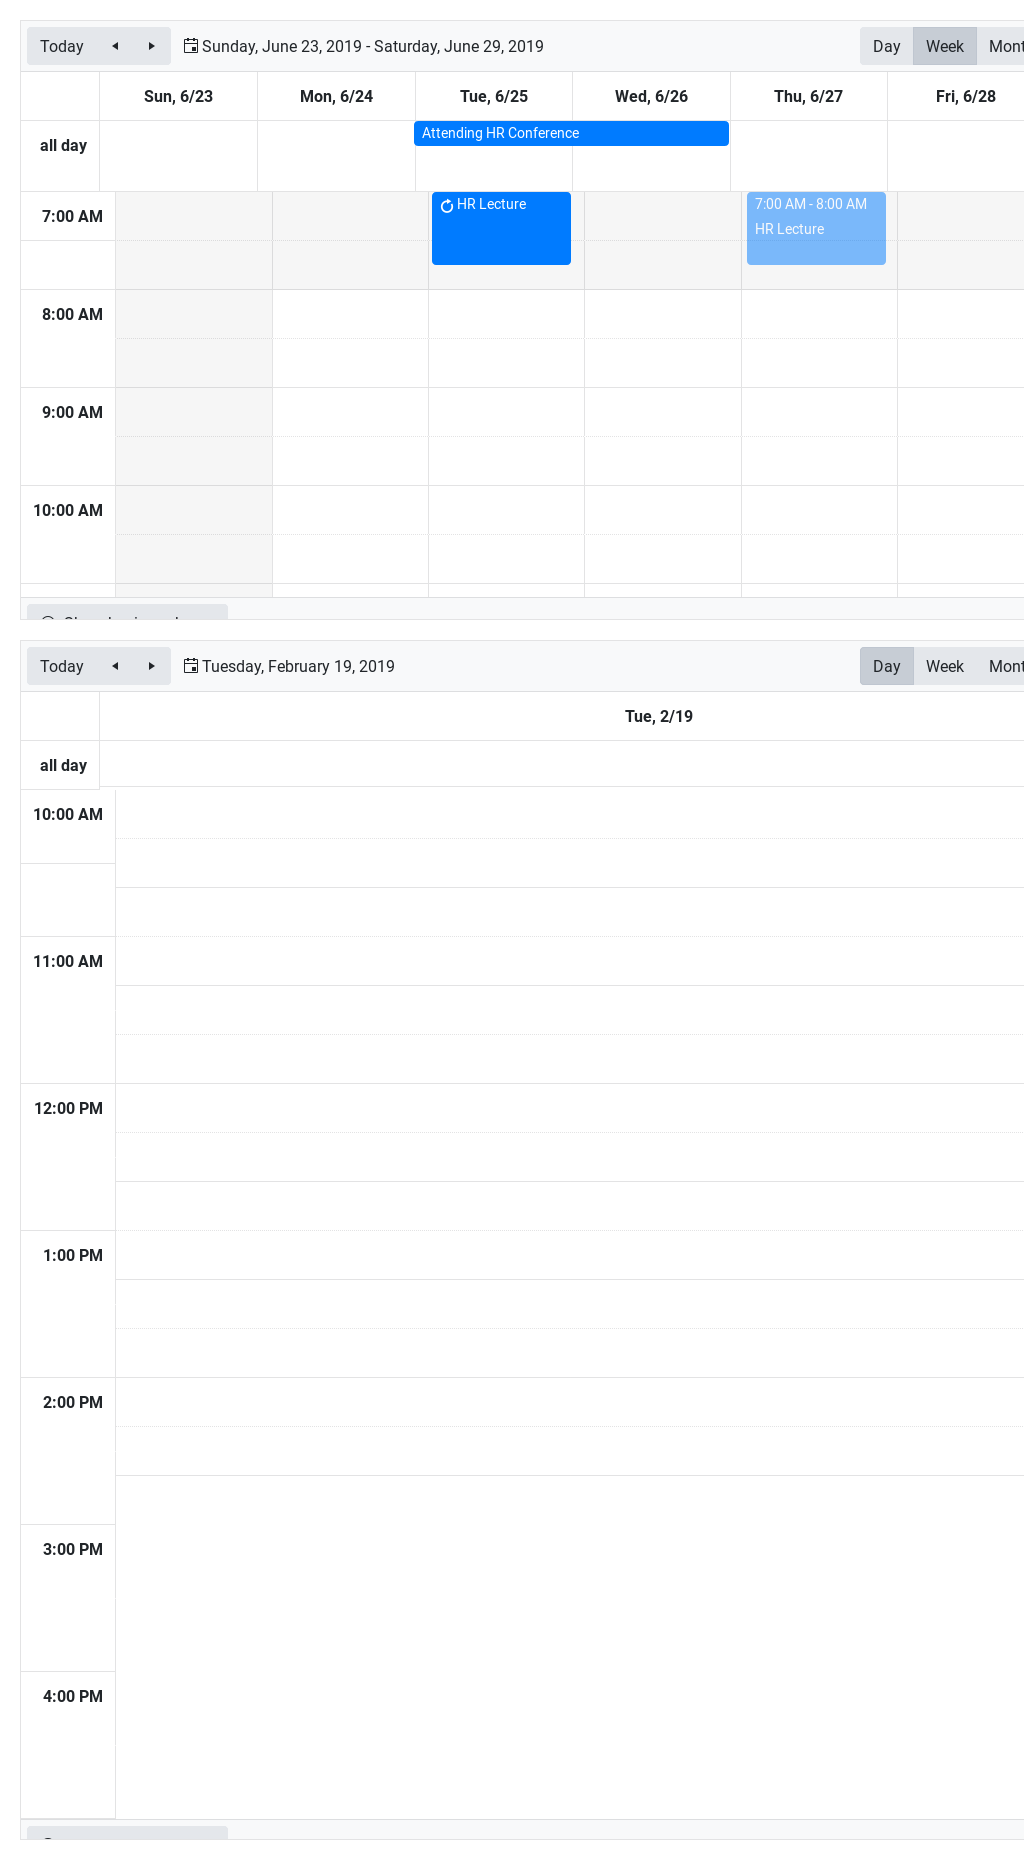 Today Sunday, June 23, 2019 - Saturday, June 29, 2019 Day Week Mont
Sun, 6/23 Mon, 6/24 Tue, 6/25 Wed, 6/26 Thu, 6/27 Fri, 6/28
Attending HR Conference
all day
7:00 AM HR Lecture 7:00 AM - 8:00 AM
HR Lecture
8:00 AM
9:00 AM
10:00 AM
Today Tuesday, February 19, 2019 Day Week Mont
Tue, 2/19
all day
10:00 AM
11:00 AM
12:00 PM
1:00 PM
2:00 PM
3:00 PM
4:00 PM